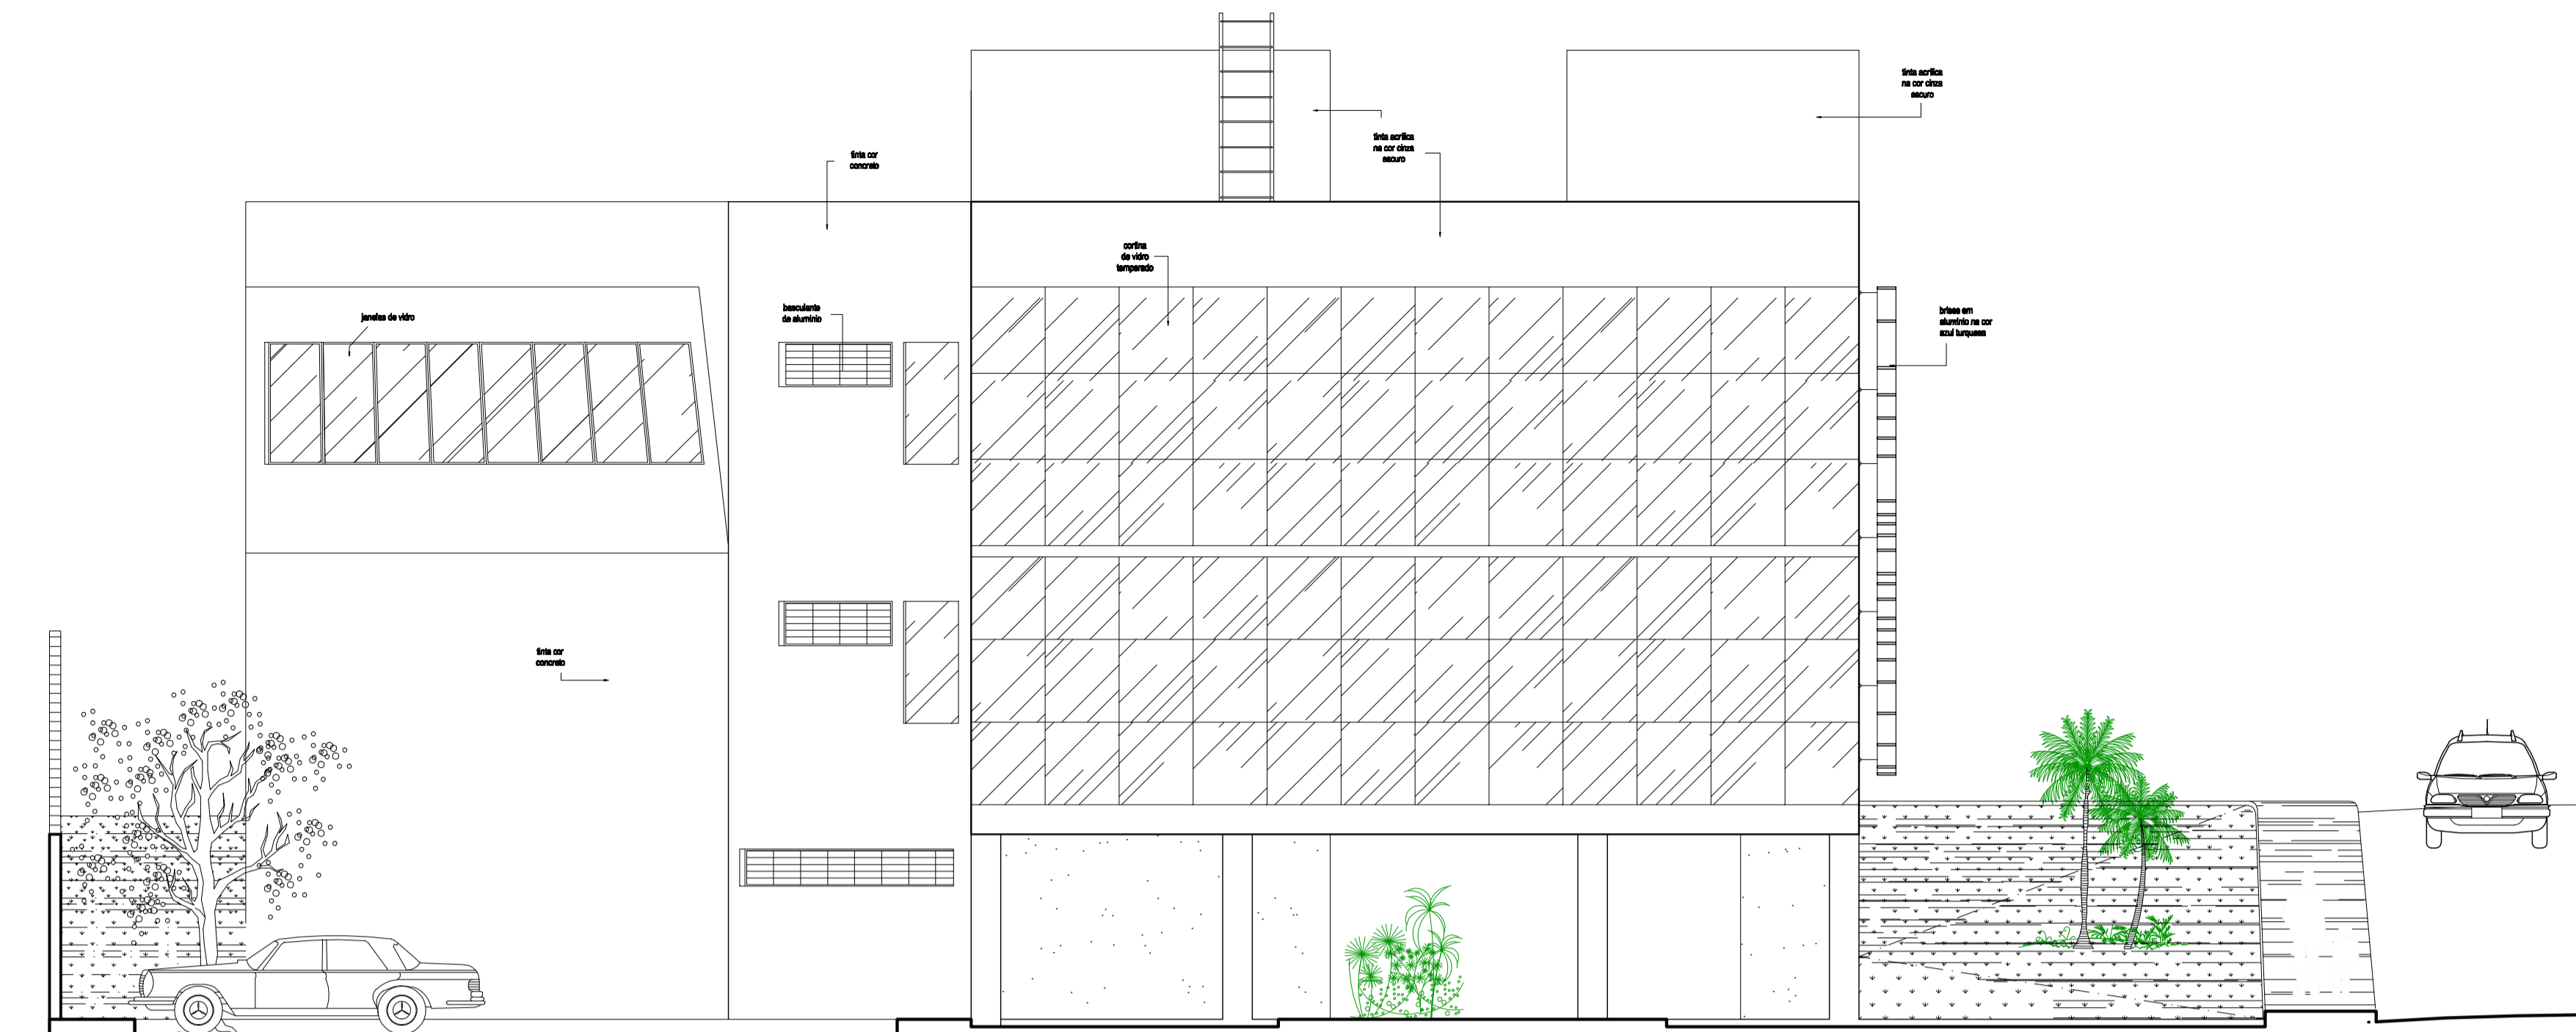 tinta acrílica
na cor cinza
escuro
tinta acrílica
na cor cinza
escuro
tinta cor
concreto
cortina
de vidro
temperado
basculante
de alumínio
janelas de vidro
brises em
alumínio na cor
azul turquesa
tinta cor
concreto